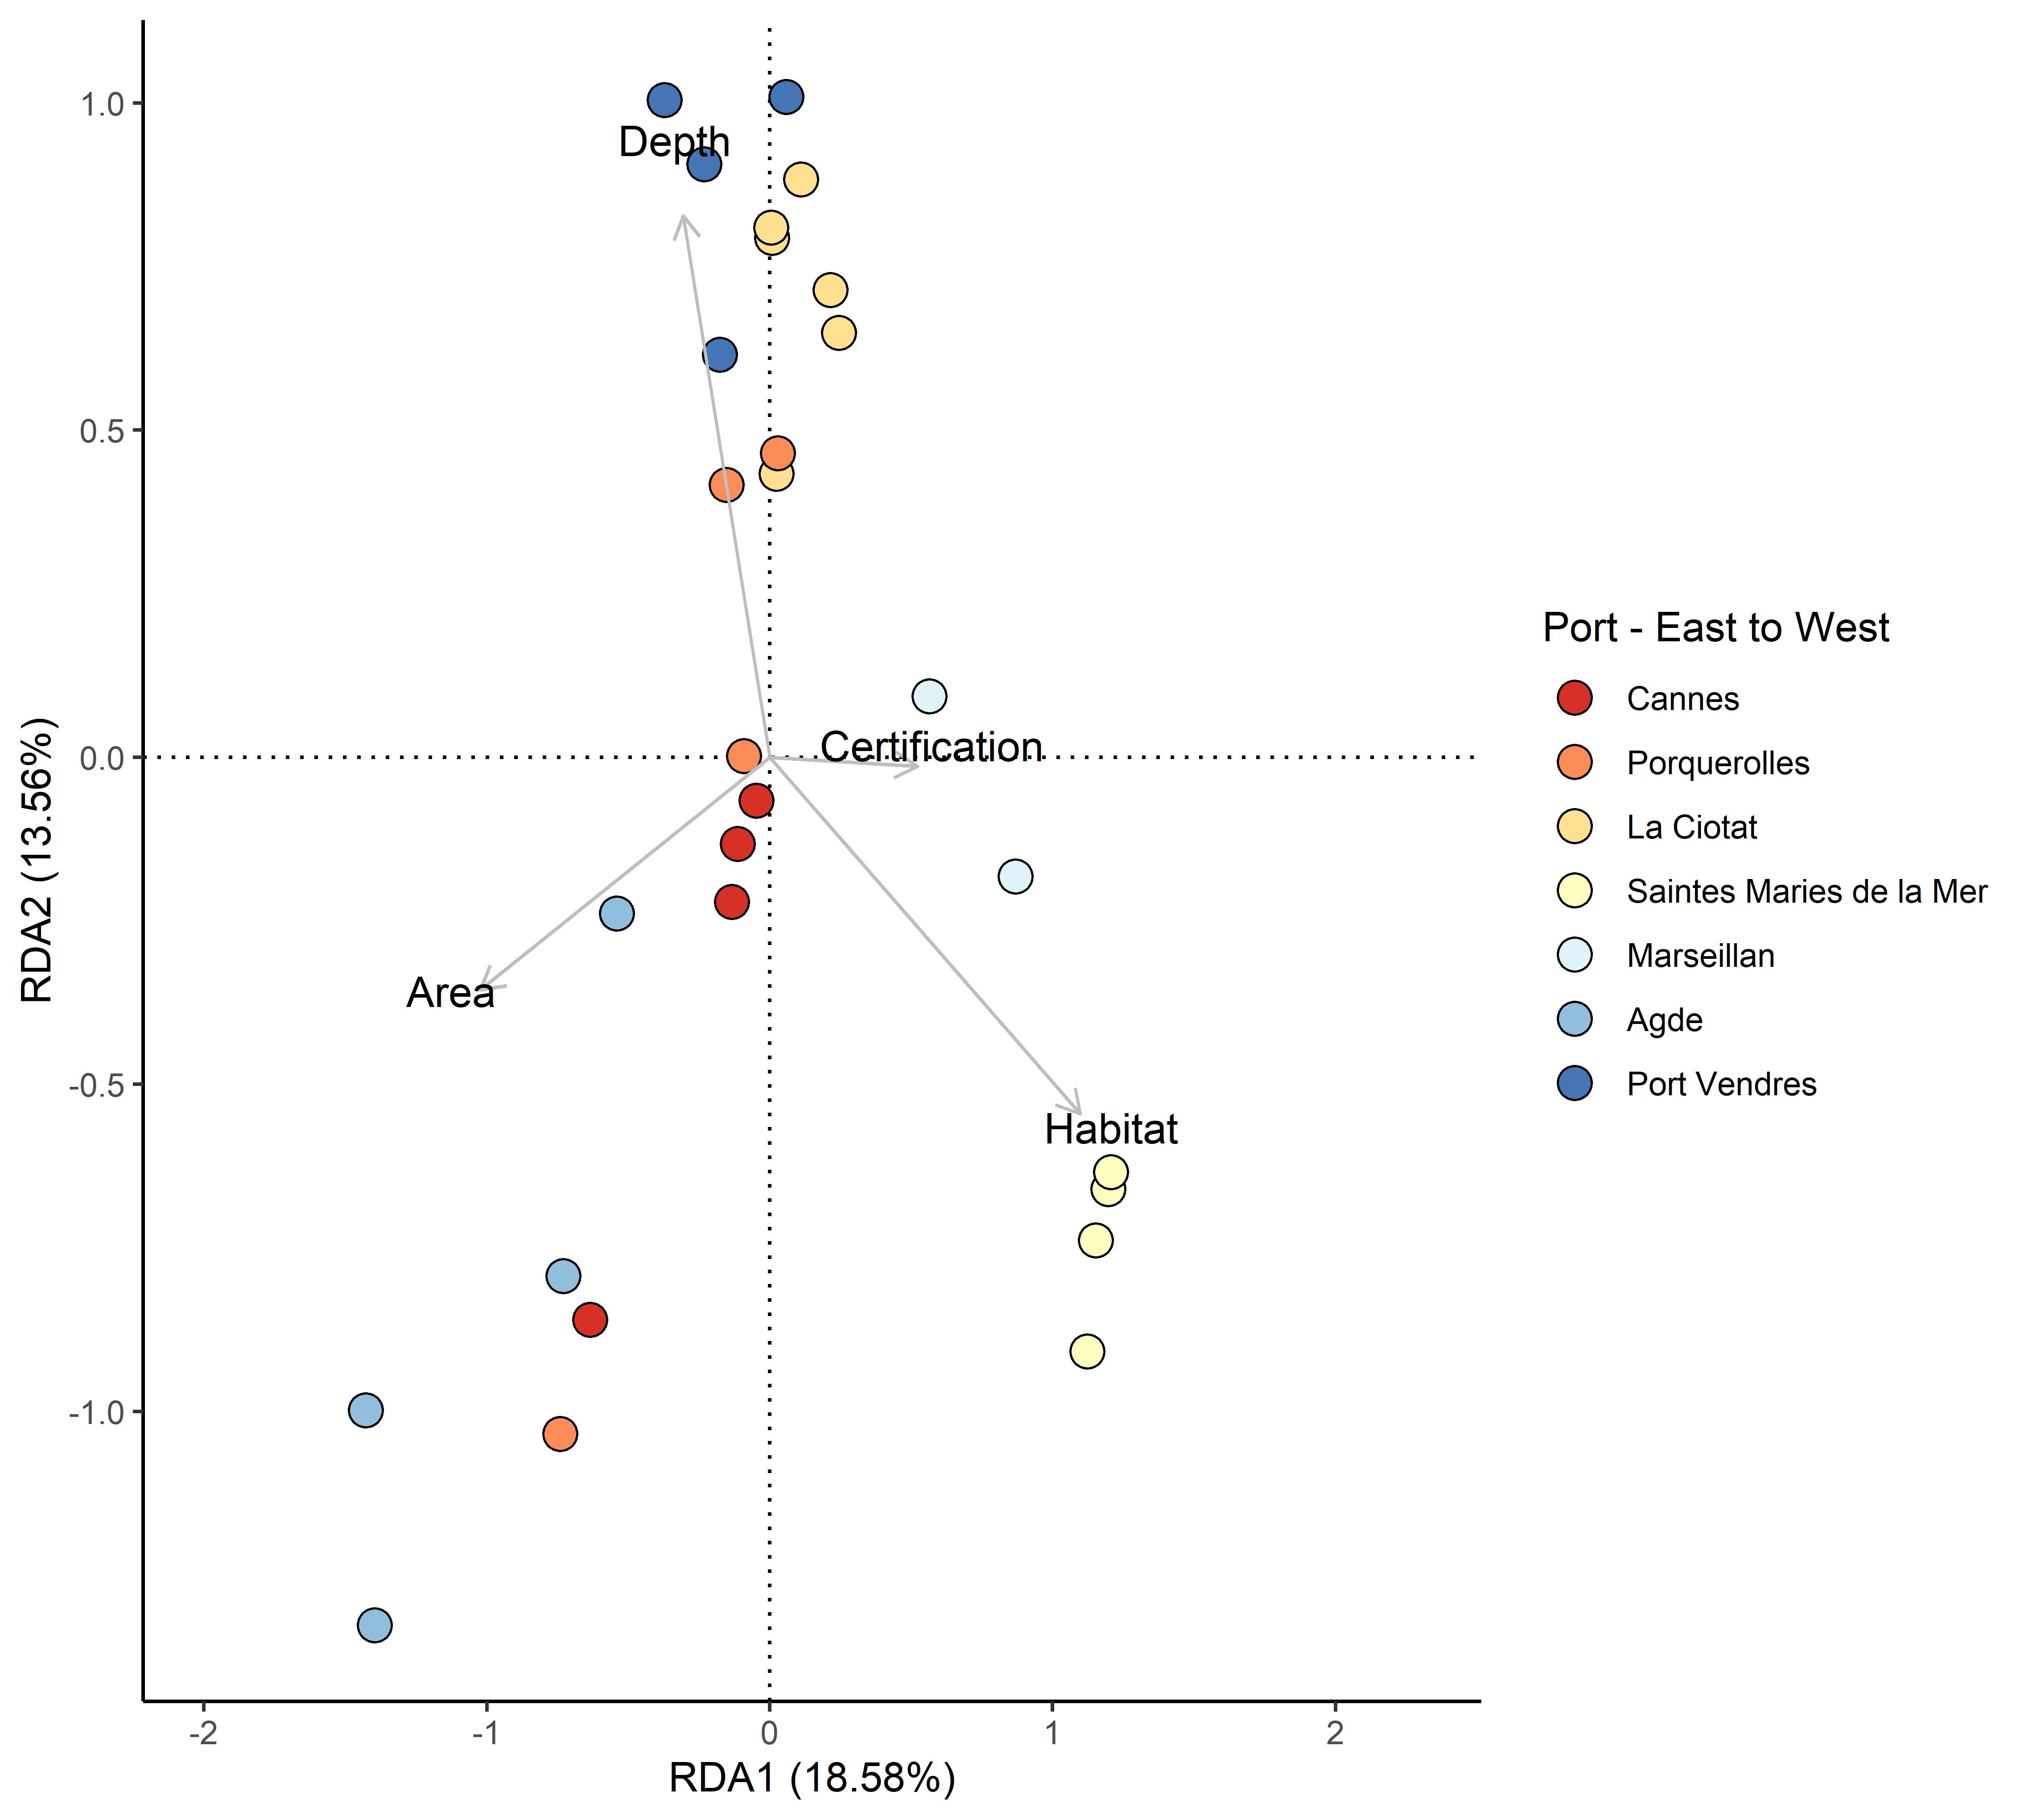 1.0
0.5
0.0
-0.5
-1.0
RDA2 (13.56%)
Depth
Certification
Area
Habitat
-2
-1
0
1
2
RDA1 (18.58%)
Port - East to West
Cannes
Porquerolles
La Ciotat
Saintes Maries de la Mer
Marseillan
Agde
Port Vendres